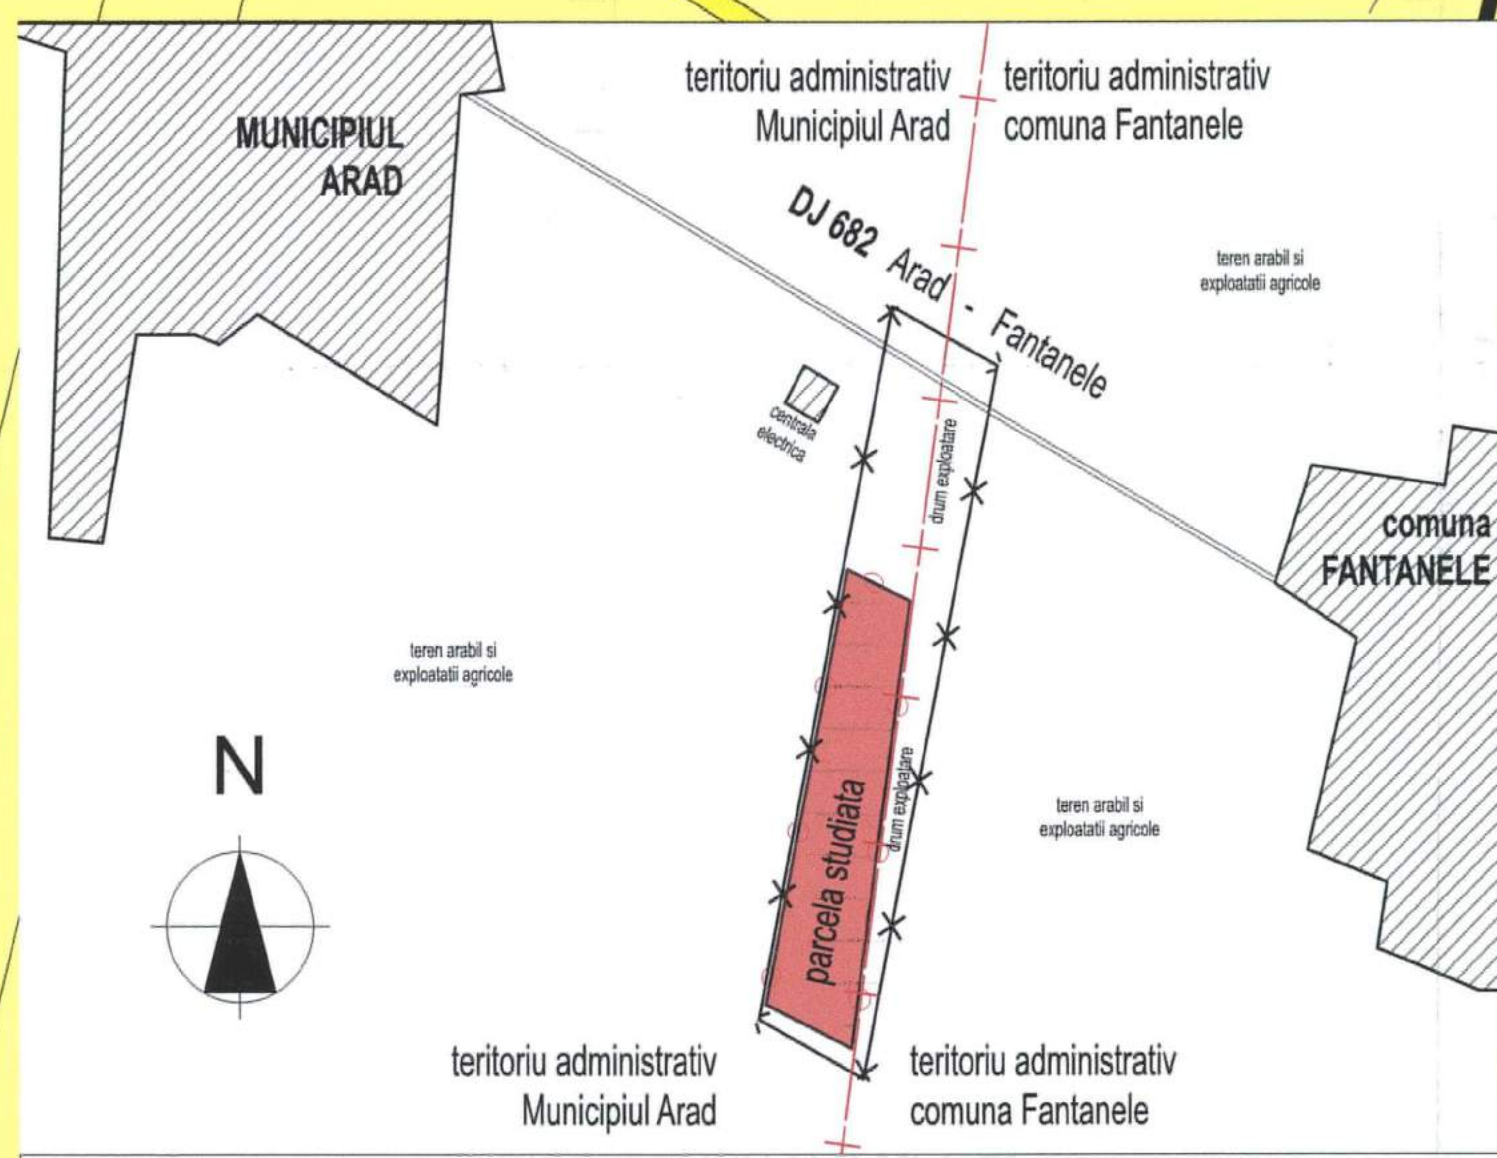 teritoriu administrativ
Municipiul Arad
teritoriu administrativ
comuna Fantanele
MUNICIPIUL
ARAD
DJ 682 Arad - Fantanele
teren arabil si
exploatatii agricole
centrala
electrica
drum exploatare
comuna
FANTANELE
teren arabil si
exploatatii agricole
N
parcela studiata
drum exploatare
teren arabil si
exploatatii agricole
teritoriu administrativ
Municipiul Arad
teritoriu administrativ
comuna Fantanele